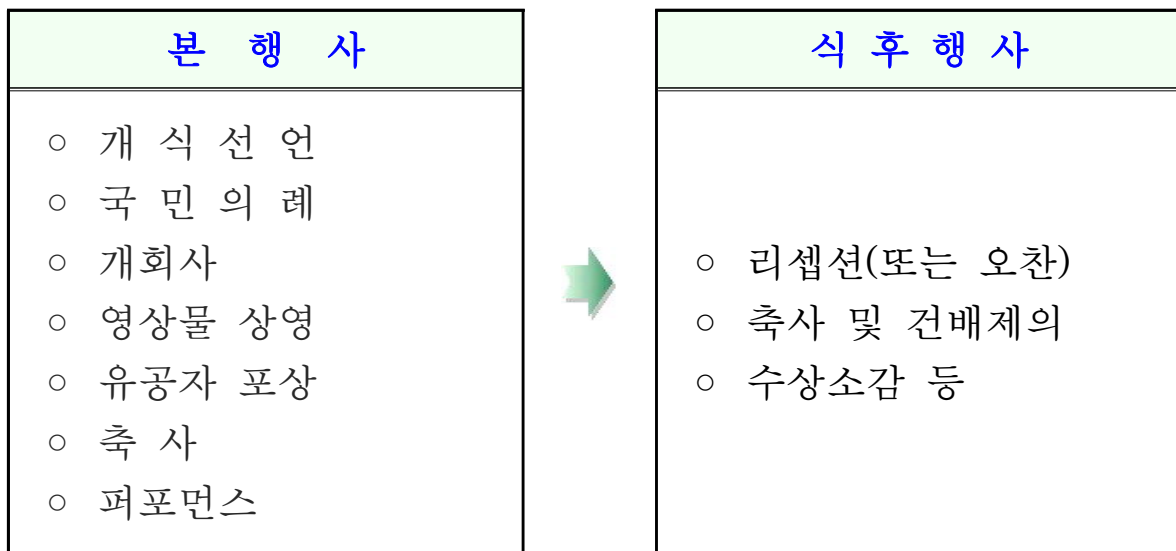 본 행 사
○ 개 식 선 언
○ 국 민 의 례
○ 개회사
○ 영상물 상영
○ 유공자 포상
○ 축 사
○ 퍼포먼스
식 후 행 사
○ 리셉션(또는 오찬)
○ 축사 및 건배제의
○ 수상소감 등